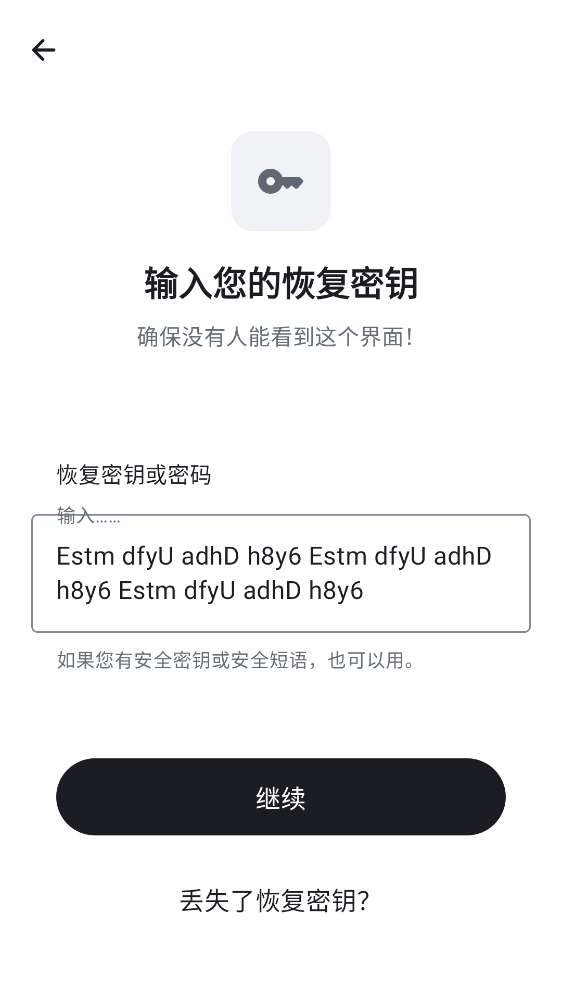 输入您的恢复密钥
确保没有人能看到这个界面！
恢复密钥或密码
输入……
Estm dfyU adhD h8y6 Estm dfyU adhD
h8y6 Estm dfyU adhD h8y6
如果您有安全密钥或安全短语，也可以用。
继续
丢失了恢复密钥？